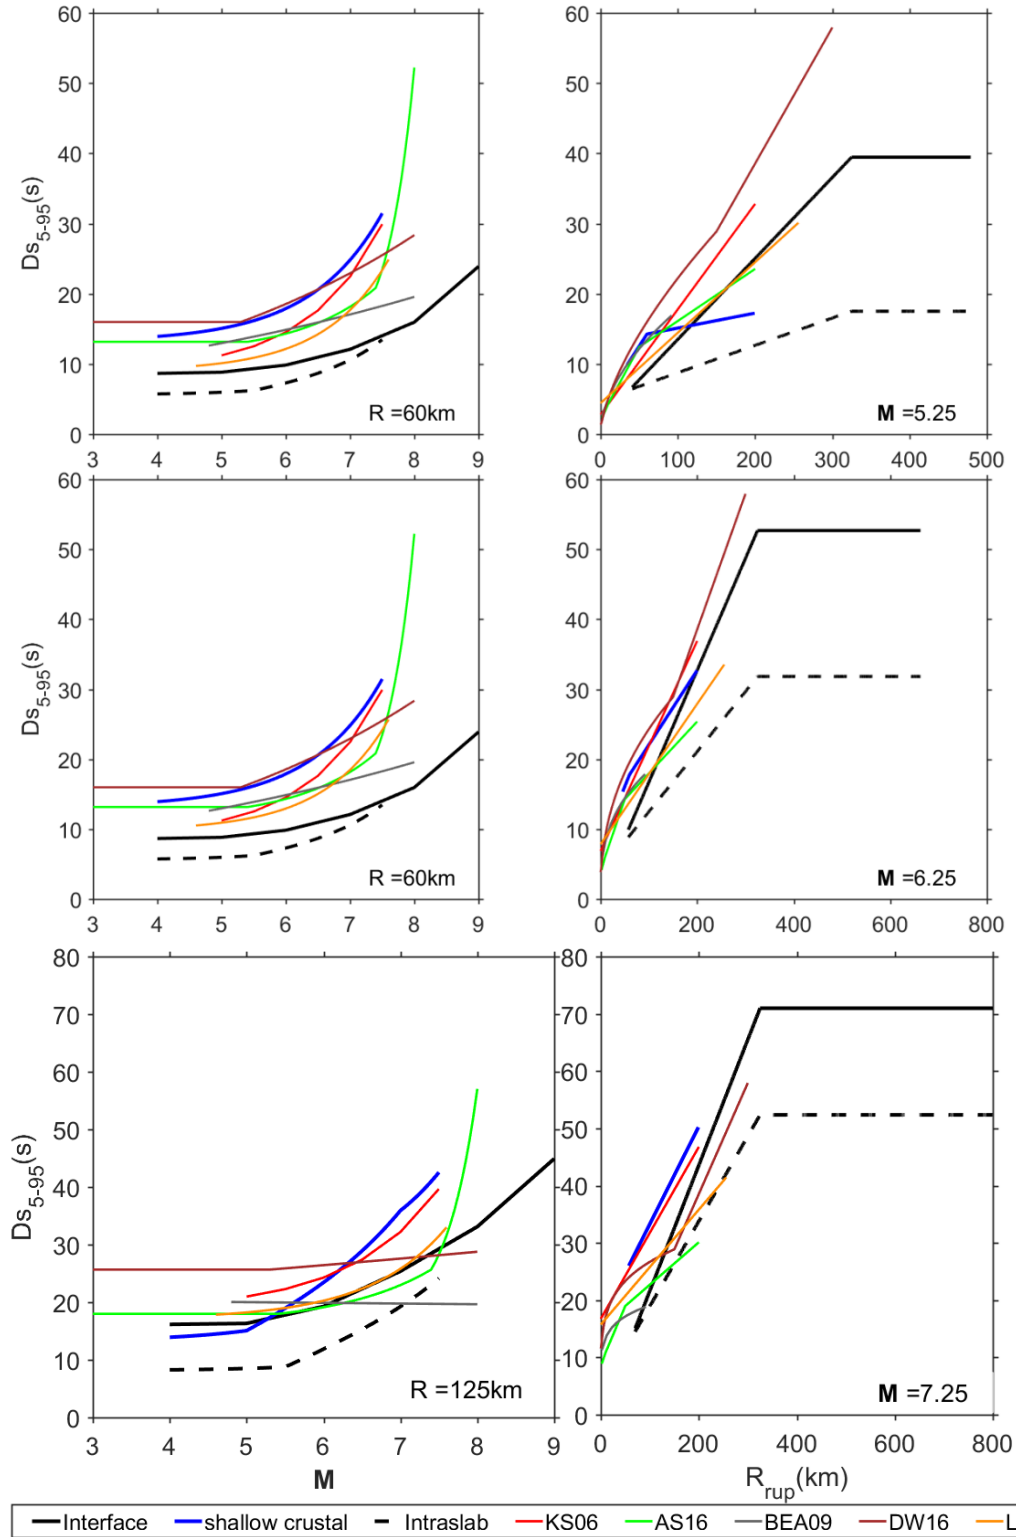 60
50
40
30
20
10
0
Ds5-95(s)
R =60km
3 4 5 6 7 8 9
M =5.25
0 100 200 300 400 500
60
50
40
30
20
10
0
60
50
40
30
20
10
0
Ds5-95(s)
R =60km
3 4 5 6 7 8 9
60
50
40
30
20
10
0
M =6.25
0 200 400 600 800
80
70
60
50
40
30
20
10
0
Ds5-95(s)
R =125km
3 4 5 6 7 8 9
M
80
70
60
50
40
30
20
10
0
M =7.25
0 200 400 600 800
Rrup(km)
Interface shallow crustal Intraslab KS06 AS16 BEA09 DW16 L